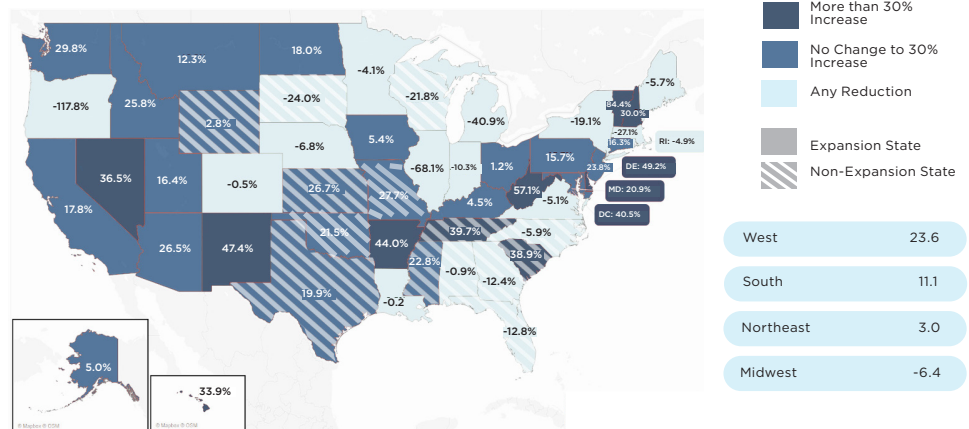 More than 30%
Increase
No Change to 30%
Increase
Any Reduction
Expansion State
Non-Expansion State
29.8%
12.3%
18.0%
-4.1%
-5.7%
84.4%
30.0%
-117.8%
25.8%
2.8%
-24.0%
-21.8%
-40.9%
-19.1%
-27.1%
16.3%
RI: -4.9%
36.5%
16.4%
-0.5%
-6.8%
5.4%
-68.1%
-10.3%
1.2%
15.7%
23.8%
DE: 49.2%
MD: 20.9%
DC: 40.5%
17.8%
26.7%
27.7%
4.5%
57.1%
-5.1%
26.5%
47.4%
21.5%
44.0%
39.7%
-5.9%
38.9%
19.9%
22.8%
-0.9%
-12.4%
-0.2
-12.8%
5.0%
33.9%
© Mapbox © OSM
© Mapbox © OSM
West 23.6
South 11.1
Northeast 3.0
Midwest -6.4